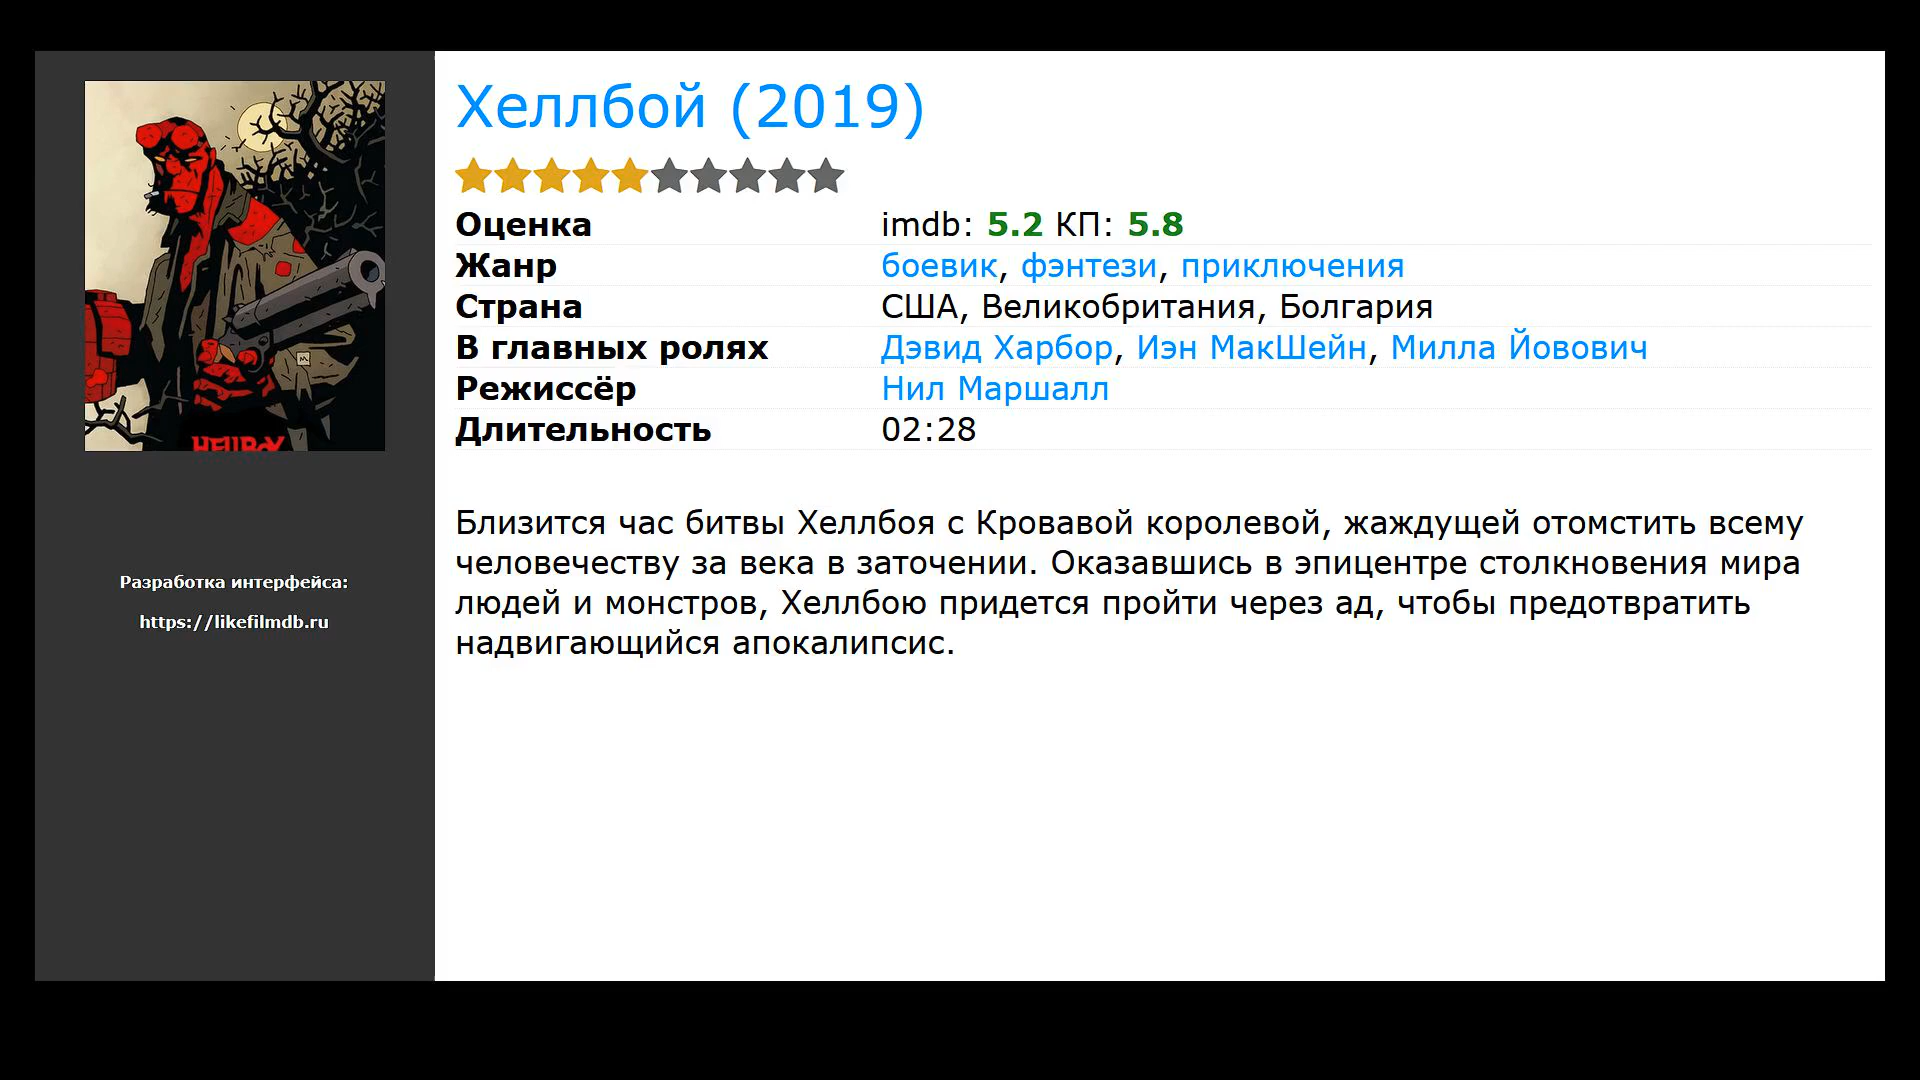 HELLBOY
Разработка интерфейса:
https://likefilmdb.ru
Хеллбой (2019)
Оценка imdb: 5.2 КП: 5.8
Жанр боевик, фэнтези, приключения
Страна США, Великобритания, Болгария
В главных ролях Дэвид Харбор, Иэн МакШейн, Милла Йовович
Режиссёр Нил Маршалл
Длительность 02:28
Близится час битвы Хеллбоя с Кровавой королевой, жаждущей отомстить всему
человечеству за века в заточении. Оказавшись в эпицентре столкновения мира
людей и монстров, Хеллбою придется пройти через ад, чтобы предотвратить
надвигающийся апокалипсис.